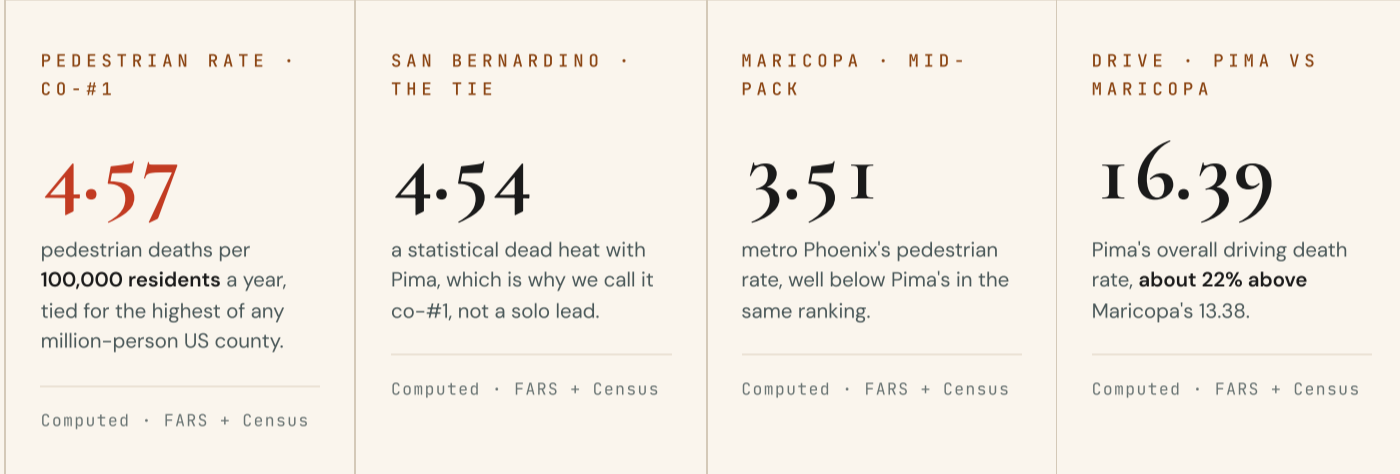 PEDESTRIAN RATE ·
CO-#1
4.57
pedestrian deaths per
100,000 residents a year,
tied for the highest of any
million-person US county.
Computed · FARS + Census
SAN BERNARDINO ·
THE TIE
4.54
a statistical dead heat with
Pima, which is why we call it
co-#1, not a solo lead.
Computed · FARS + Census
MARICOPA · MID-
PACK
3.51
metro Phoenix's pedestrian
rate, well below Pima's in the
same ranking.
Computed · FARS + Census
DRIVE · PIMA VS
MARICOPA
16.39
Pima's overall driving death
rate, about 22% above
Maricopa's 13.38.
Computed · FARS + Census